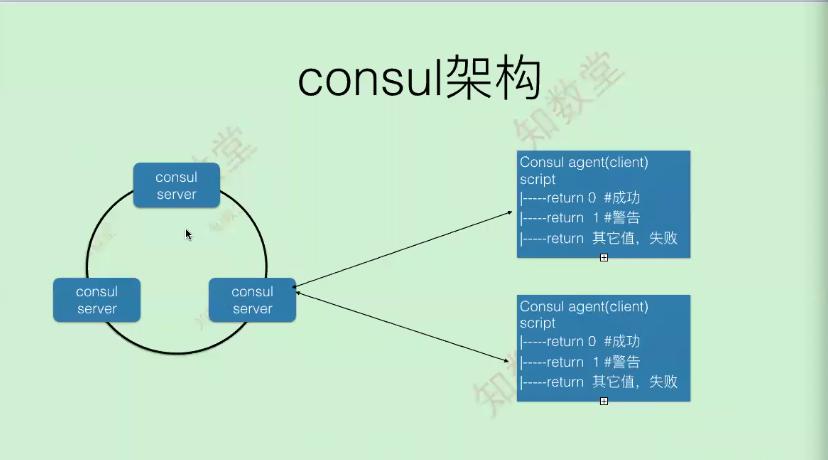 consul架构
知数堂
数堂
consul
server
consul
server
consul
server
Consul agent(client)
script
|-----return 0  #成功
|-----return  1 #警告
|-----return  其它值，失败
Consul agent(client)
script
|-----return 0  #成功
|-----return  1 #警告
|-----return  其它值，失败
知数